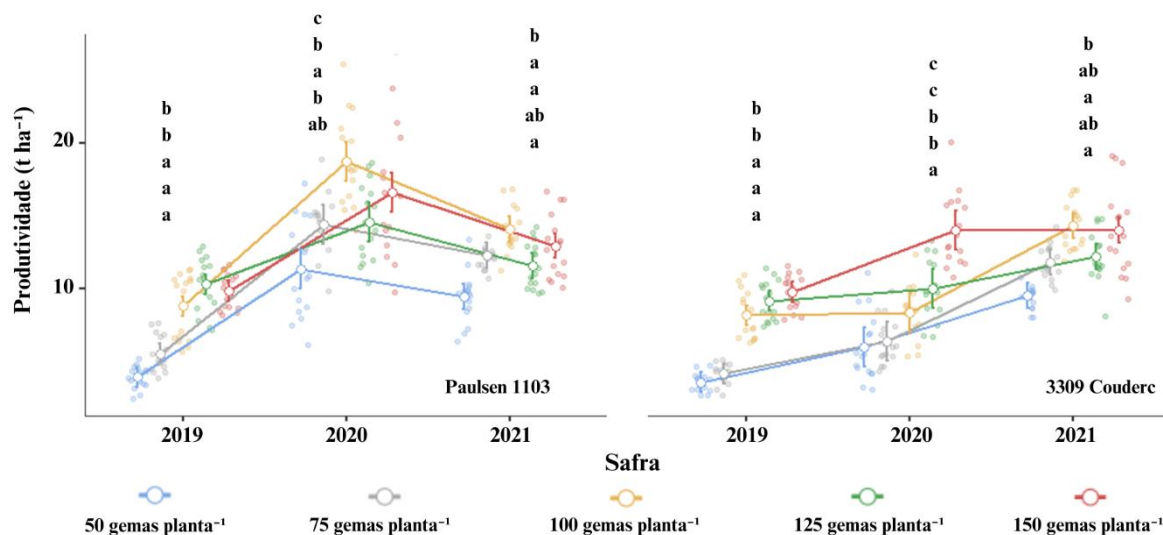 Produtividade (t ha⁻¹)
20
10
b
b
a
a
a
c
b
a
b
ab
b
a
a
ab
a
Paulsen 1103
2019
2020
2021
b
b
a
a
a
c
c
b
b
a
b
ab
a
ab
a
3309 Couderc
2019
2020
2021
Safra
50 gemas planta⁻¹
75 gemas planta⁻¹
100 gemas planta⁻¹
125 gemas planta⁻¹
150 gemas planta⁻¹